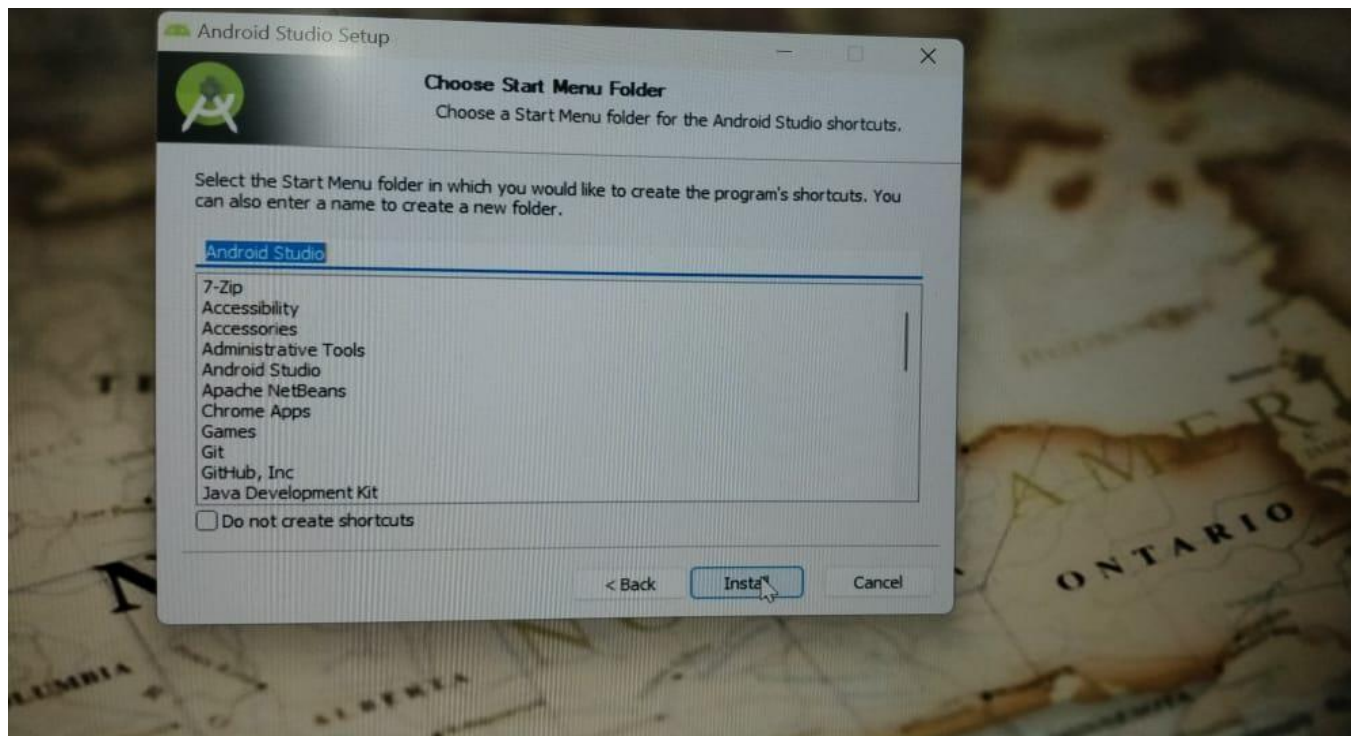 Android Studio Setup
Choose Start Menu Folder
Choose a Start Menu folder for the Android Studio shortcuts.
Select the Start Menu folder in which you would like to create the program's shortcuts. You
can also enter a name to create a new folder.
Android Studio
7-Zip
Accessibility
Accessories
Administrative Tools
Android Studio
Apache NetBeans
Chrome Apps
Games
Git
GitHub, Inc
Java Development Kit
Do not create shortcuts
< Back
Install
Cancel
ONTARIO
ALBERTA